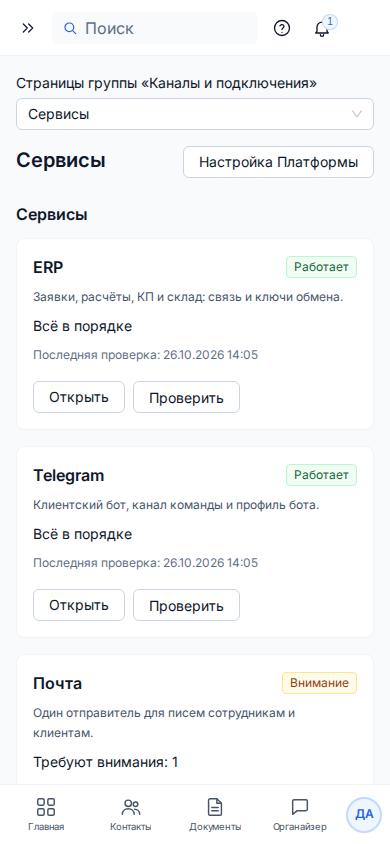 Поиск
1
Страницы группы «Каналы и подключения»
Сервисы
Сервисы
Настройка Платформы
Сервисы
ERP
Работает
Заявки, расчёты, КП и склад: связь и ключи обмена.
Всё в порядке
Последняя проверка: 26.10.2026 14:05
Открыть
Проверить
Telegram
Работает
Клиентский бот, канал команды и профиль бота.
Всё в порядке
Последняя проверка: 26.10.2026 14:05
Открыть
Проверить
Почта
Внимание
Один отправитель для писем сотрудникам и
клиентам.
Требуют внимания: 1
Главная
Контакты
Документы
Органайзер
ДА